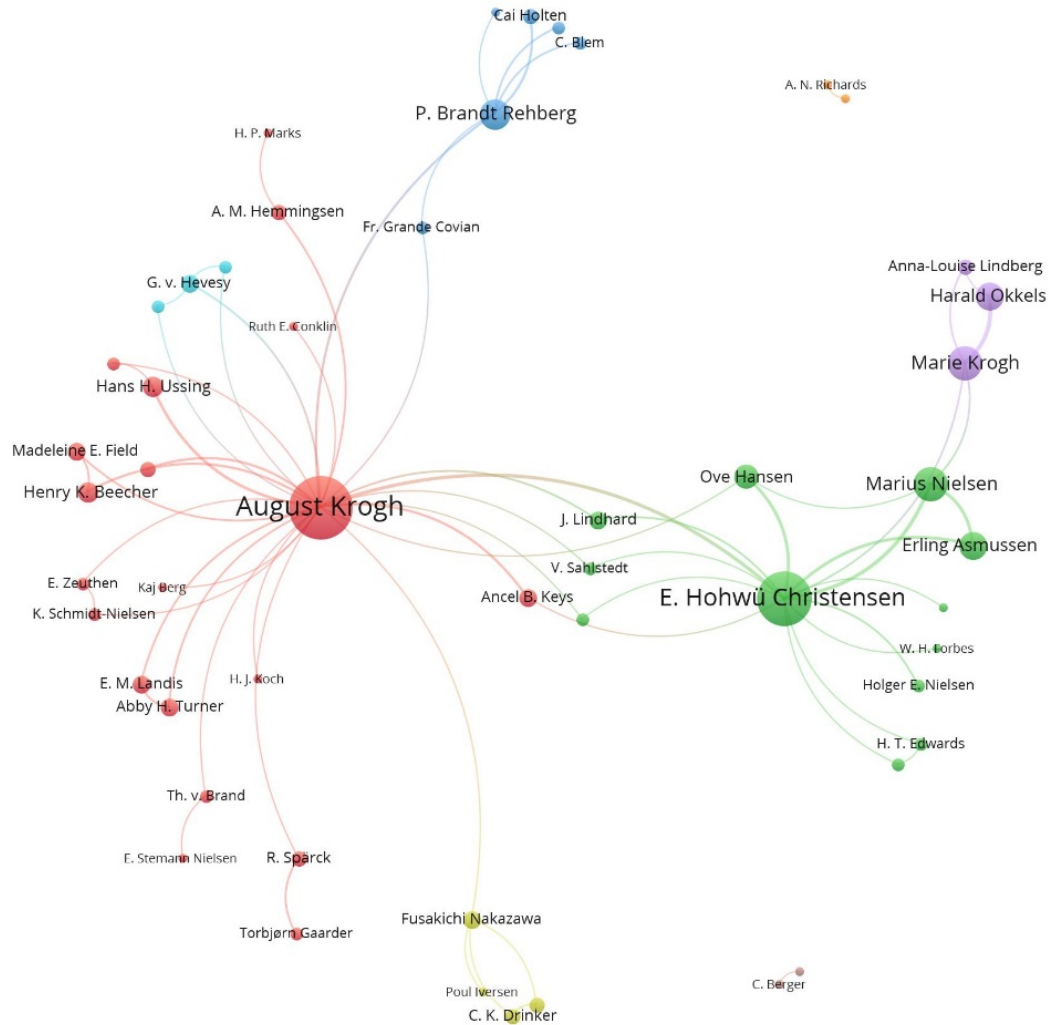 Cai Holten
C. Blem
A. N. Richards
P. Brandt Rehberg
H. P. Marks
A. M. Hemmingsen
Fr. Grande Covian
Anna-Louise Lindberg
G. v. Hevesy
Harald Okkels
Ruth E. Conklin
Marie Krogh
Hans H. Ussing
Madeleine E. Field
Ove Hansen
Marius Nielsen
Henry K. Beecher
August Krogh
J. Lindhard
Erling Asmussen
V. Sahlstedt
E. Zeuthen
Kaj Berg
Ancel B. Keys
E. Hohwü Christensen
K. Schmidt-Nielsen
W. H. Forbes
H. J. Koch
E. M. Landis
Holger E. Nielsen
Abby H. Turner
H. T. Edwards
Th. v. Brand
E. Stemann Nielsen
R. Spärck
Fusakichi Nakazawa
Torbjørn Gaarder
C. Berger
Poul Iversen
C. K. Drinker